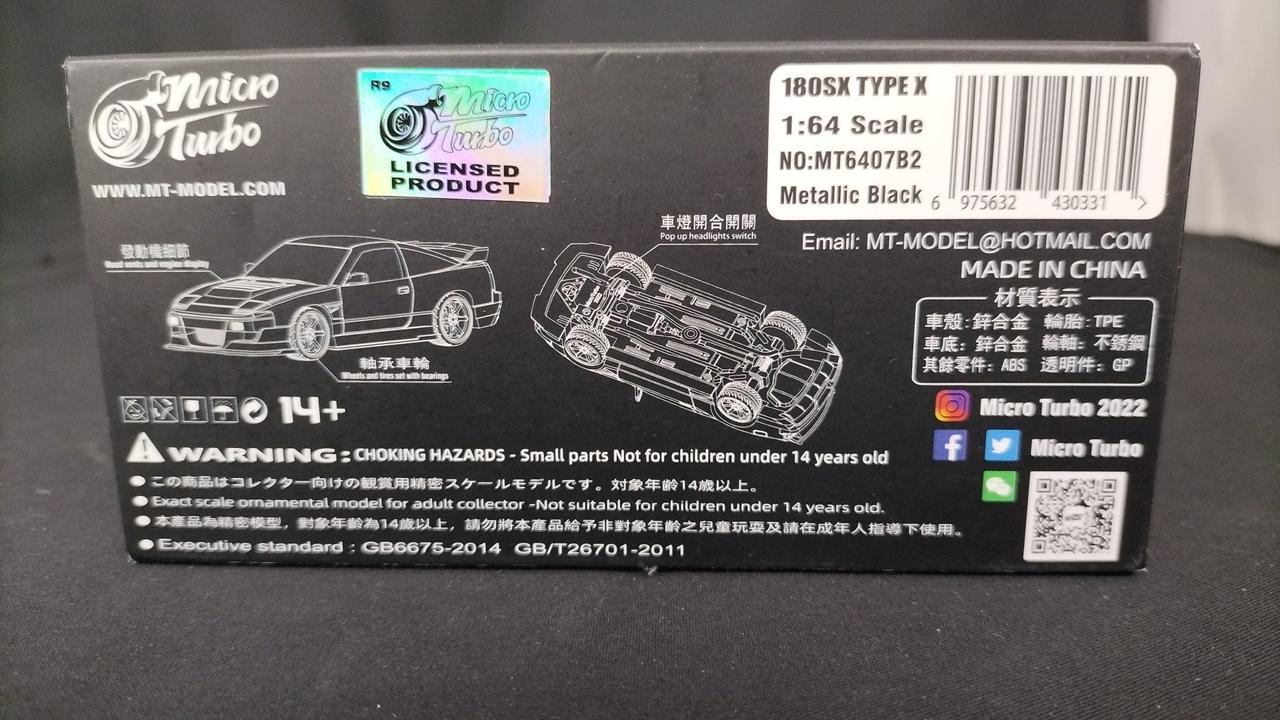 Micro
Turbo
WWW.MT-MODEL.COM
R9
Micro
Turbo
LICENSED
PRODUCT
180SX TYPE X
1:64 Scale
NO:MT6407B2
Metallic Black
6 975632 430331 >
Email: MT-MODEL@HOTMAIL.COM
MADE IN CHINA
材質表示
車殼:鋅合金 輪胎:TPE
車底:鋅合金 輪軸:不銹鋼
其餘零件:ABS 透明件:GP
發動機細節
Hood vents and engine display
車燈開合開關
Pop up headlights switch
軸承車輪
Wheels and tires set with bearings
14+
Micro Turbo 2022
Micro Turbo
WARNING:CHOKING HAZARDS - Small parts Not for children under 14 years old
●この商品はコレクター向けの観賞用精密スケールモデルです。対象年齢14歳以上。
●Exact scale ornamental model for adult collector -Not suitable for children under 14 years old.
●本產品為精密模型，對象年齡為14歲以上，請勿將本產品給予非對象年齡之兒童玩耍及請在成年人指導下使用。
●Executive standard : GB6675-2014 GB/T26701-2011